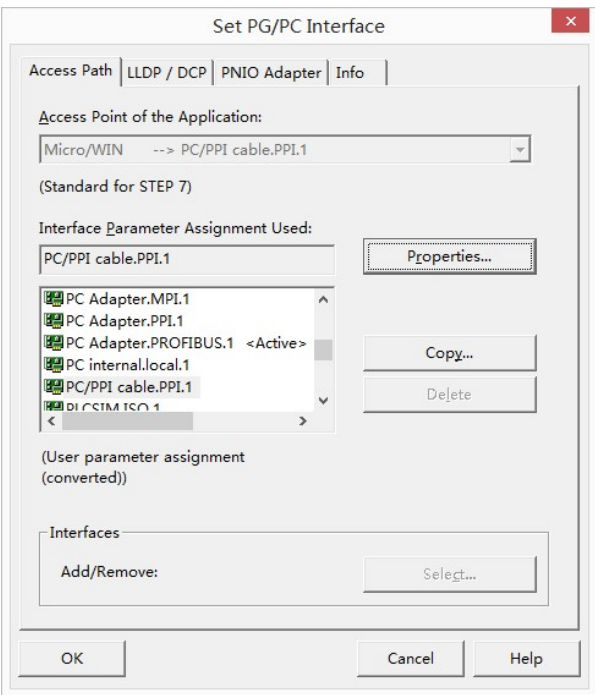 Set PG/PC Interface
Access Path LLDP / DCP PNIO Adapter Info
Access Point of the Application:
Micro/WIN --> PC/PPI cable.PPI.1
(Standard for STEP 7)
Interface Parameter Assignment Used:
PC/PPI cable.PPI.1
Properties...
PC Adapter.MPI.1
PC Adapter.PPI.1
PC Adapter.PROFIBUS.1 <Active>
PC internal.local.1
PC/PPI cable.PPI.1
PLCSIM.ISO.1
Copy...
Delete
(User parameter assignment
(converted))
Interfaces
Add/Remove:
Select...
OK
Cancel
Help